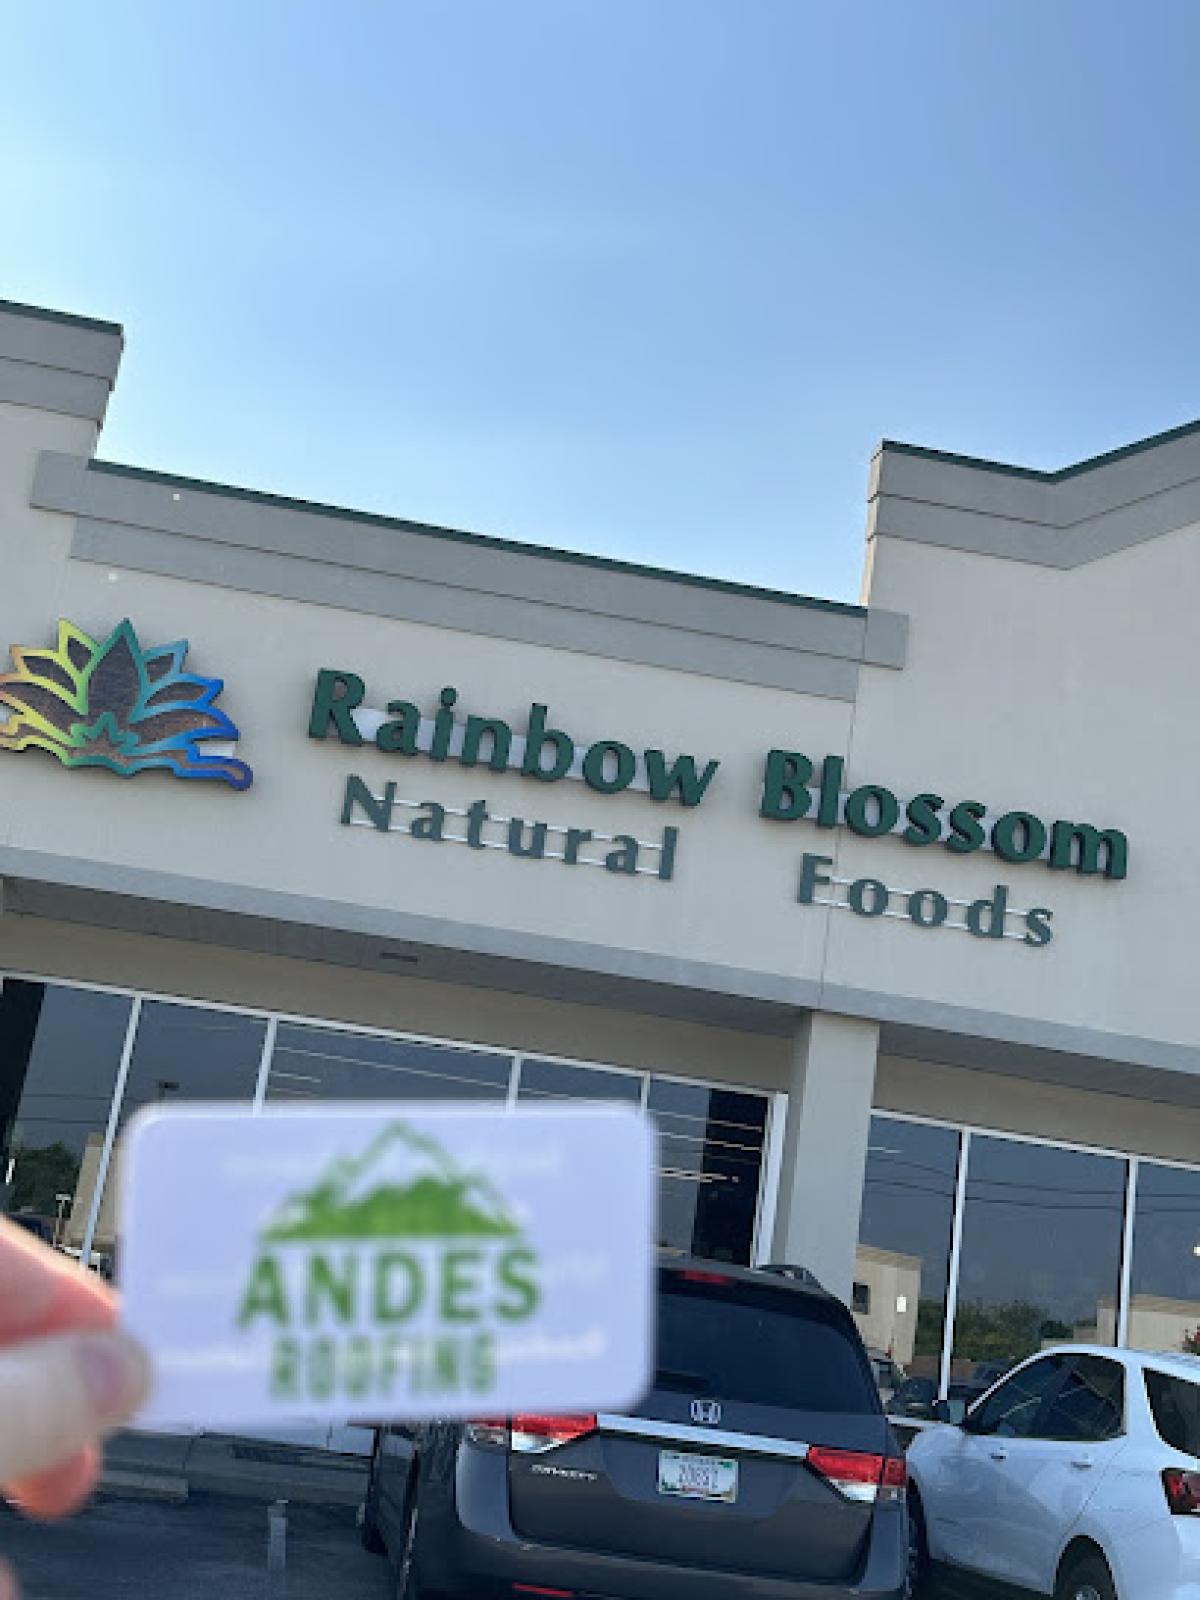 Rainbow Blossom
Natural Foods
ANDES
ROOFING